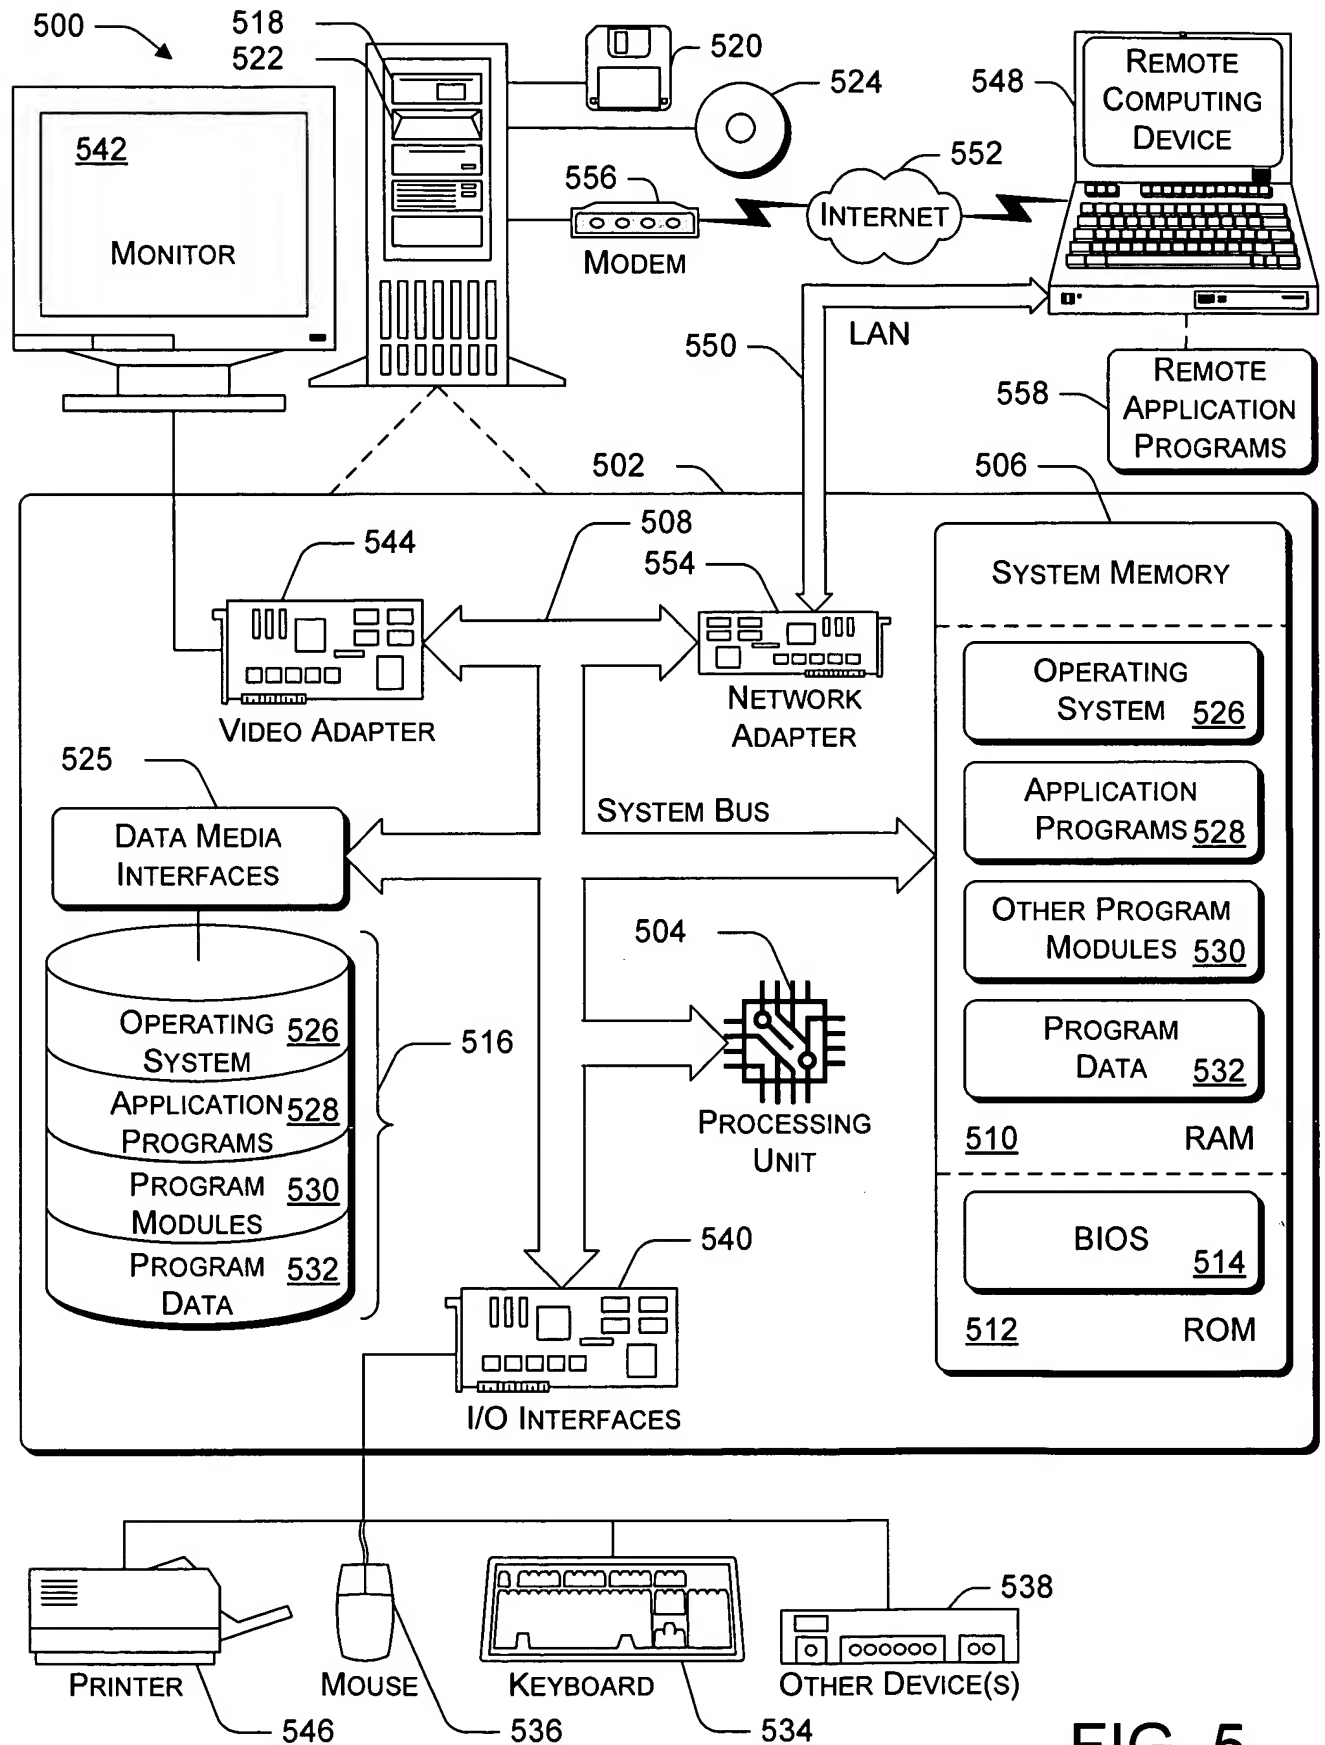 500
518
522
520
524
548
REMOTE
COMPUTING
DEVICE
542
MONITOR
556
MODEM
552
INTERNET
LAN
550
558
REMOTE
APPLICATION
PROGRAMS
502
506
544
508
554
VIDEO ADAPTER
NETWORK
ADAPTER
SYSTEM MEMORY
OPERATING
SYSTEM 526
APPLICATION
PROGRAMS 528
OTHER PROGRAM
MODULES 530
PROGRAM
DATA 532
510 RAM
BIOS
514
512 ROM
525
DATA MEDIA
INTERFACES
SYSTEM BUS
504
PROCESSING
UNIT
OPERATING
SYSTEM 526
APPLICATION
PROGRAMS 528
PROGRAM
MODULES 530
PROGRAM
DATA 532
516
540
I/O INTERFACES
PRINTER
546
MOUSE
536
KEYBOARD
534
538
OTHER DEVICE(S)
FIG. 5